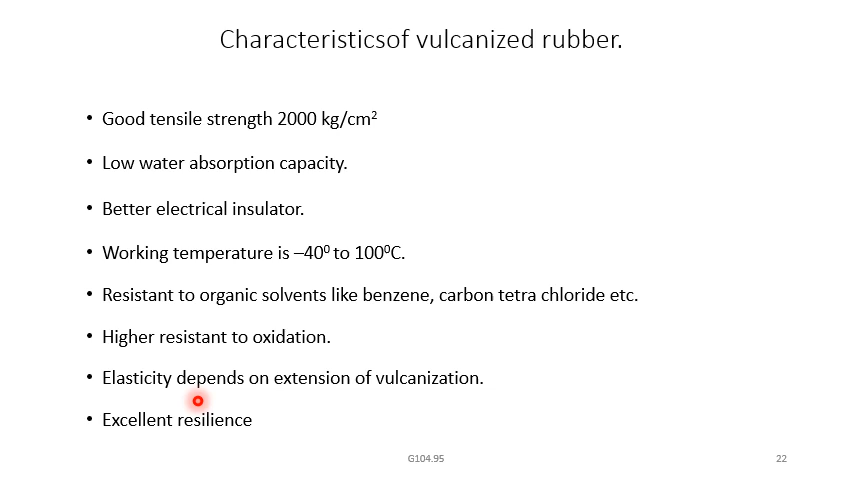 Characteristicsof vulcanized rubber.
• Good tensile strength 2000 kg/cm²
• Low water absorption capacity.
• Better electrical insulator.
• Working temperature is –40⁰ to 100⁰C.
• Resistant to organic solvents like benzene, carbon tetra chloride etc.
• Higher resistant to oxidation.
• Elasticity depends on extension of vulcanization.
• Excellent resilience
G104.95
22